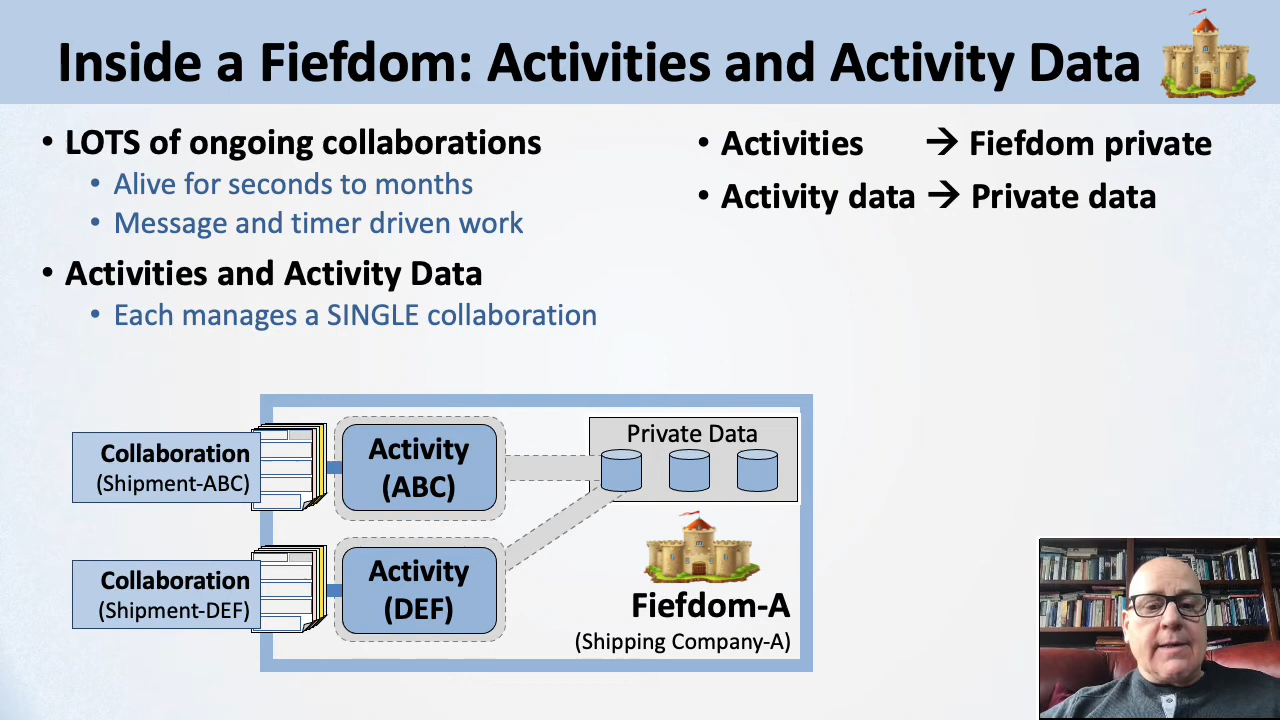 Inside a Fiefdom: Activities and Activity Data
• LOTS of ongoing collaborations
• Alive for seconds to months
• Message and timer driven work
• Activities and Activity Data
• Each manages a SINGLE collaboration
• Activities → Fiefdom private
• Activity data → Private data
Collaboration
(Shipment-ABC)
Activity
(ABC)
Private Data
Collaboration
(Shipment-DEF)
Activity
(DEF)
Fiefdom-A
(Shipping Company-A)